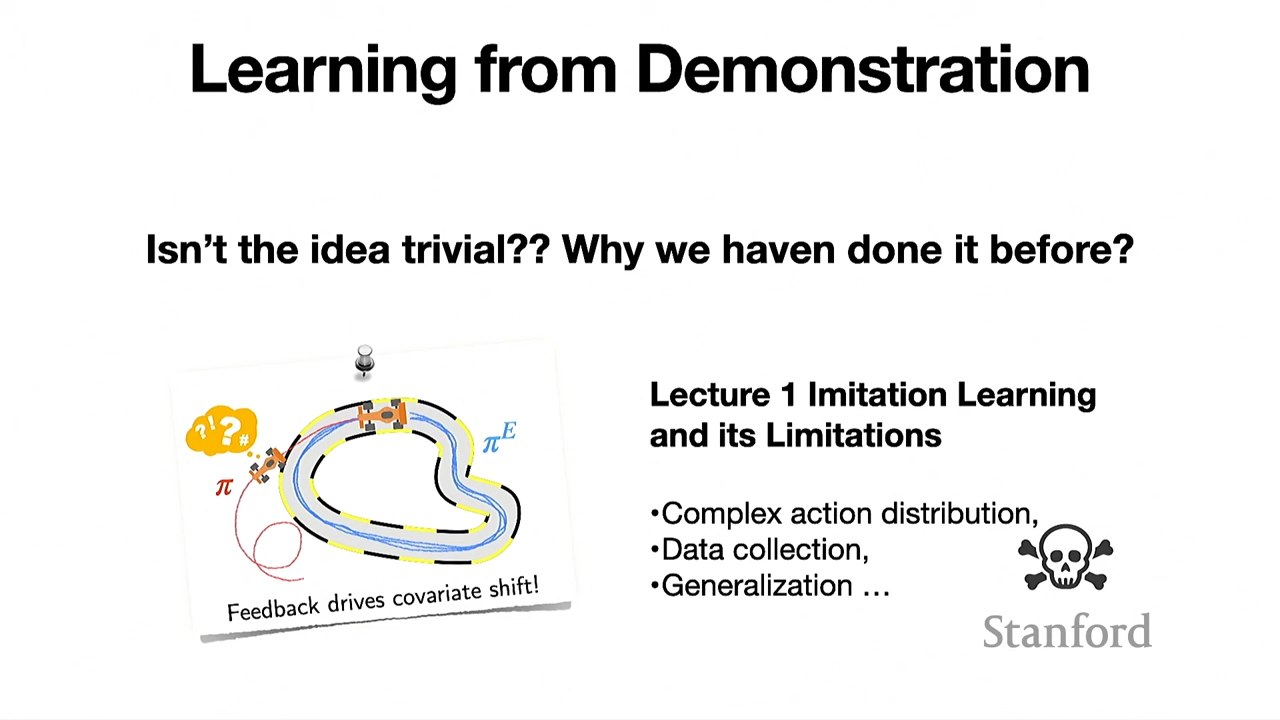 Learning from Demonstration
Isn’t the idea trivial?? Why we haven done it before?
?!
?
#
π
πᴱ
Feedback drives covariate shift!
Lecture 1 Imitation Learning
and its Limitations
•Complex action distribution,
•Data collection,
•Generalization …
Stanford